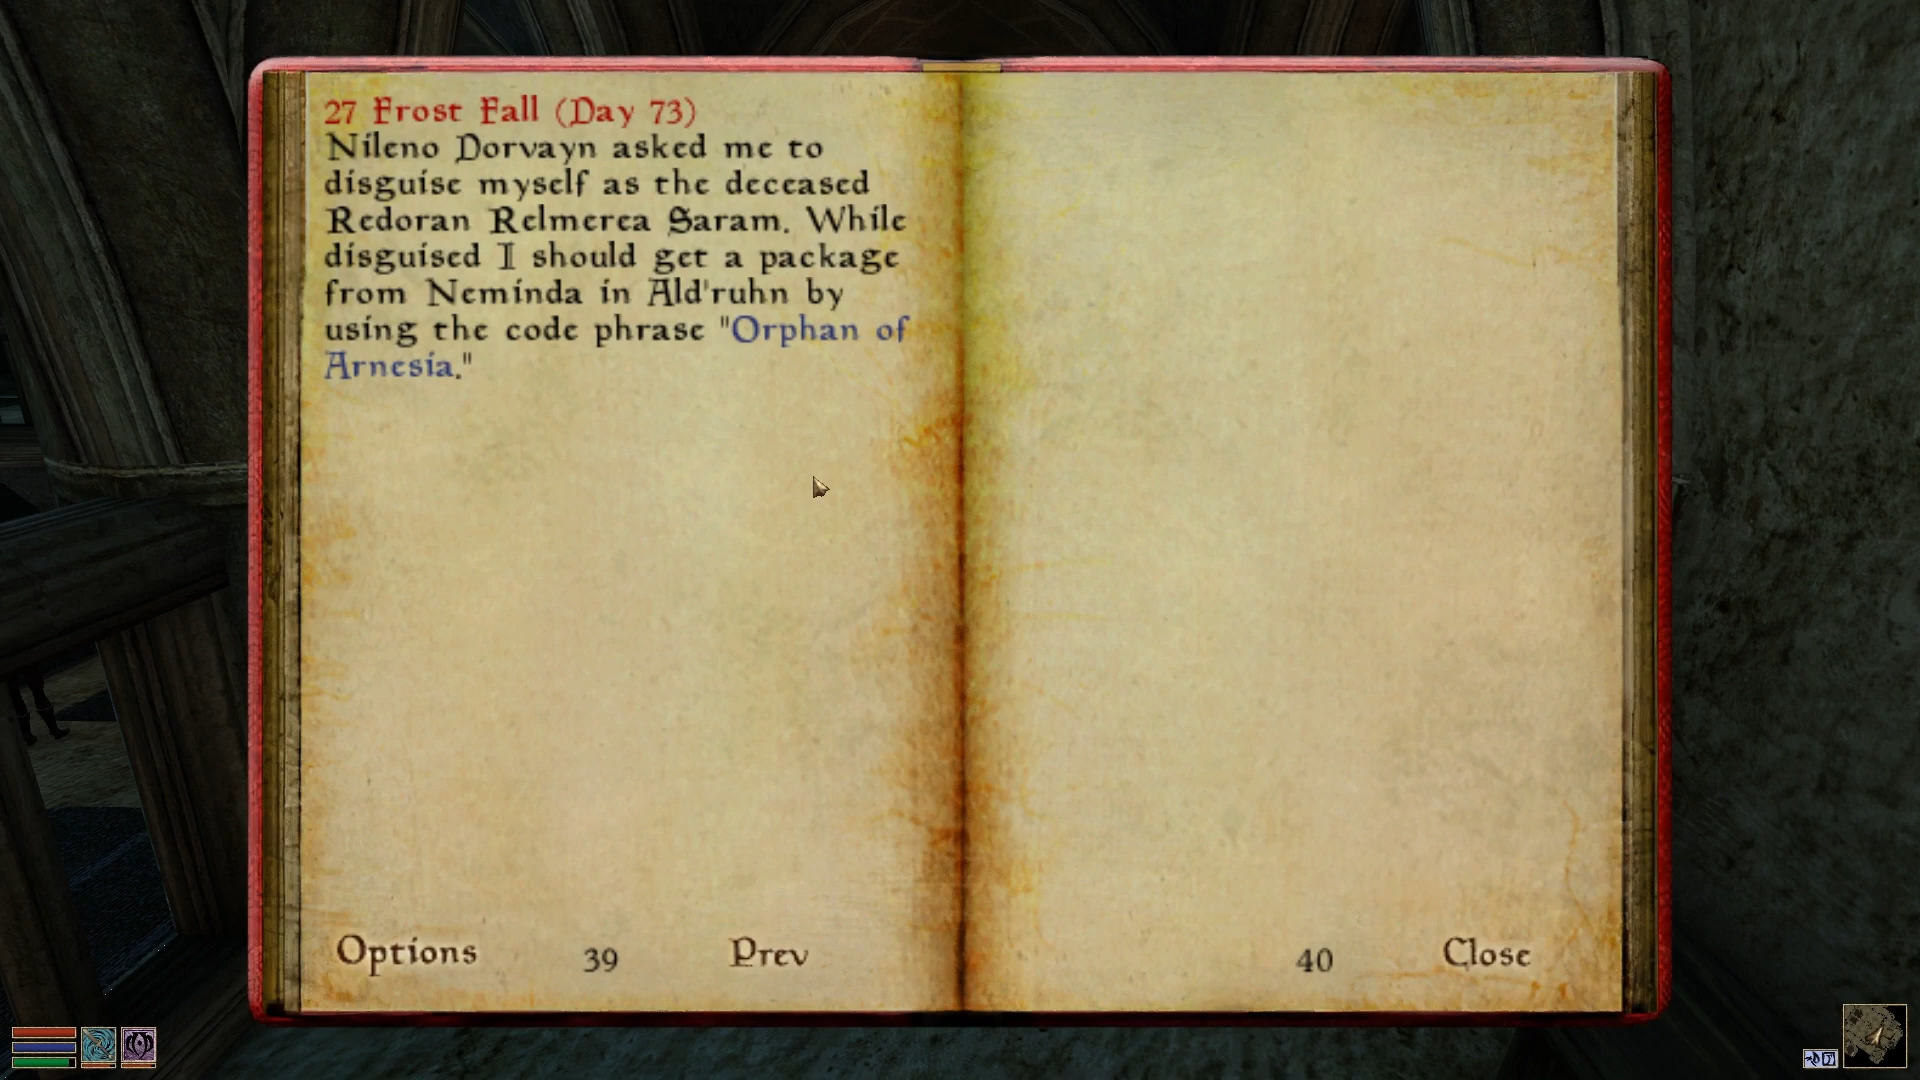 27 Frost Fall (Day 73)
Nileno Dorvayn asked me to
disguise myself as the deceased
Redoran Relmerea Saram. While
disguised I should get a package
from Neminda in Ald'ruhn by
using the code phrase "Orphan of
Arnesia."
Options 39 Prev 40 Close